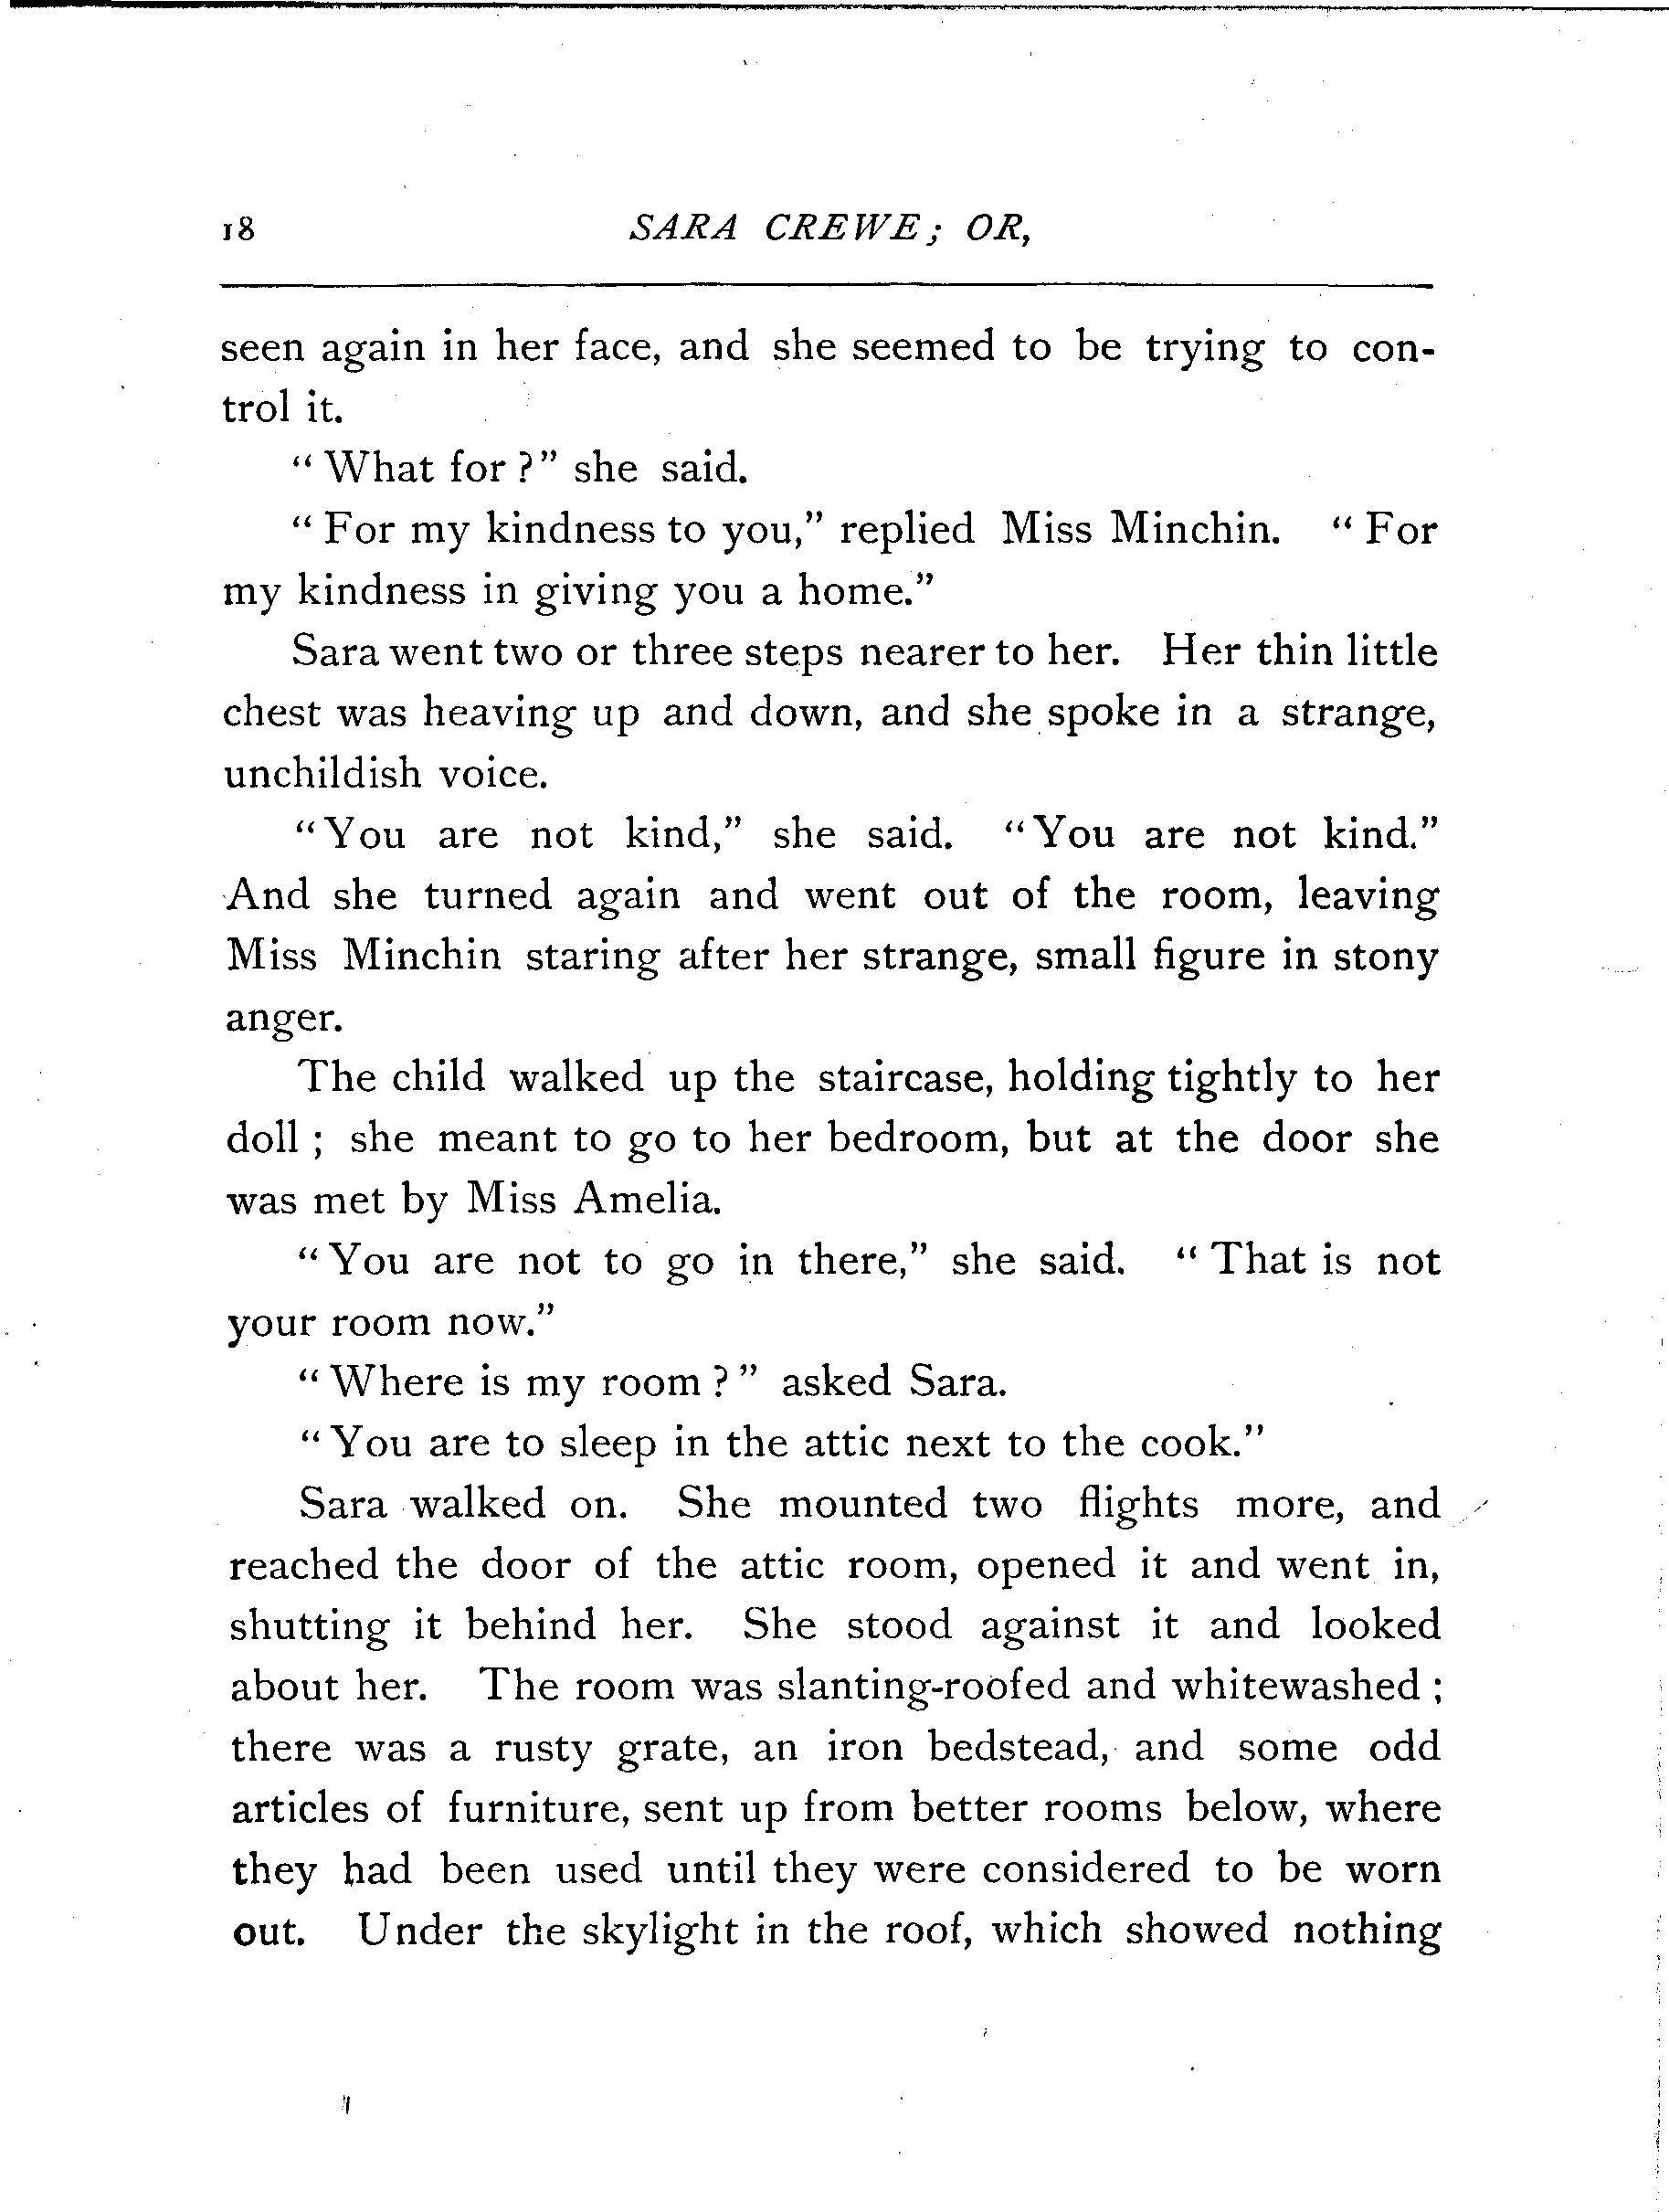 18 SARA CREWE; OR,
seen again in her face, and she seemed to be trying to con-
trol it.
"What for?" she said.
"For my kindness to you," replied Miss Minchin. "For
my kindness in giving you a home."
Sara went two or three steps nearer to her. Her thin little
chest was heaving up and down, and she spoke in a strange,
unchildish voice.
"You are not kind," she said. "You are not kind."
And she turned again and went out of the room, leaving
Miss Minchin staring after her strange, small figure in stony
anger.
The child walked up the staircase, holding tightly to her
doll; she meant to go to her bedroom, but at the door she
was met by Miss Amelia.
"You are not to go in there," she said. "That is not
your room now."
"Where is my room?" asked Sara.
"You are to sleep in the attic next to the cook."
Sara walked on. She mounted two flights more, and
reached the door of the attic room, opened it and went in,
shutting it behind her. She stood against it and looked
about her. The room was slanting-roofed and whitewashed;
there was a rusty grate, an iron bedstead, and some odd
articles of furniture, sent up from better rooms below, where
they had been used until they were considered to be worn
out. Under the skylight in the roof, which showed nothing